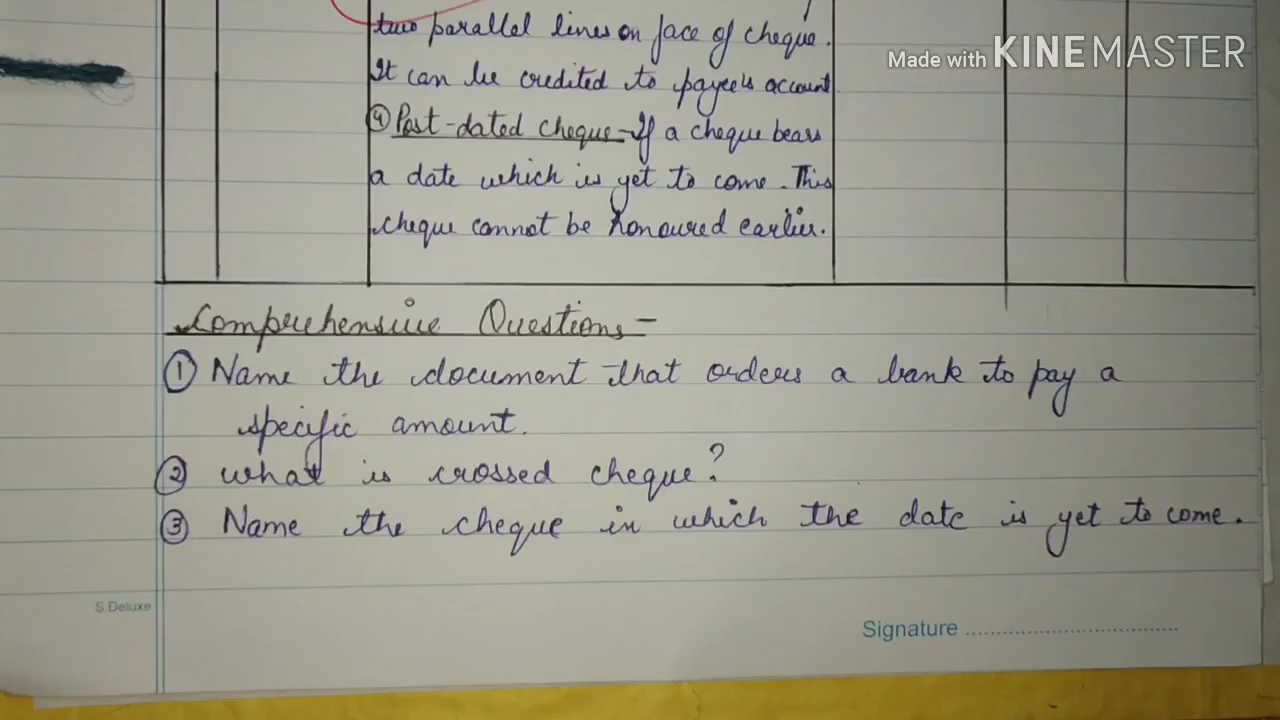 two parallel lines on face of cheque.
Made with KINEMASTER
It can be credited to payee's account
④ Post-dated cheque - If a cheque bears
a date which is yet to come. This
cheque cannot be honoured earlier.
Comprehensive Questions -
① Name the document that orders a bank to pay a
specific amount.
② What is crossed cheque?
③ Name the cheque in which the date is yet to come.
S Deluxe
Signature ....................................